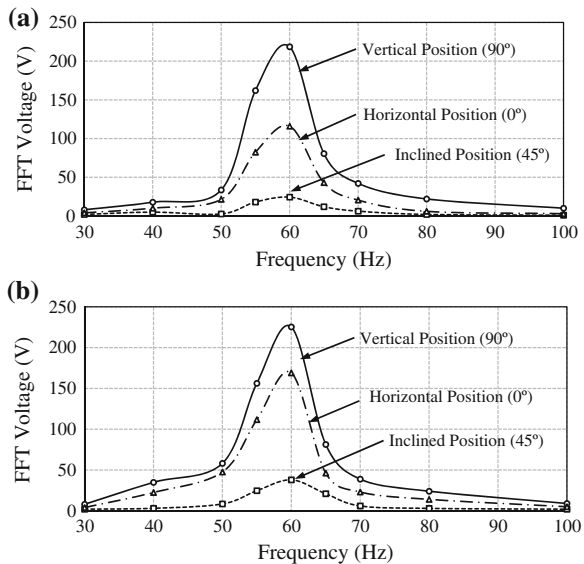 (a)
250
200
150
100
50
0
FFT Voltage (V)
Vertical Position (90º)
Horizontal Position (0º)
Inclined Position (45º)
30 40 50 60 70 80 90 100
Frequency (Hz)
(b)
250
200
150
100
50
0
FFT Voltage (V)
Vertical Position (90º)
Horizontal Position (0º)
Inclined Position (45º)
30 40 50 60 70 80 90 100
Frequency (Hz)